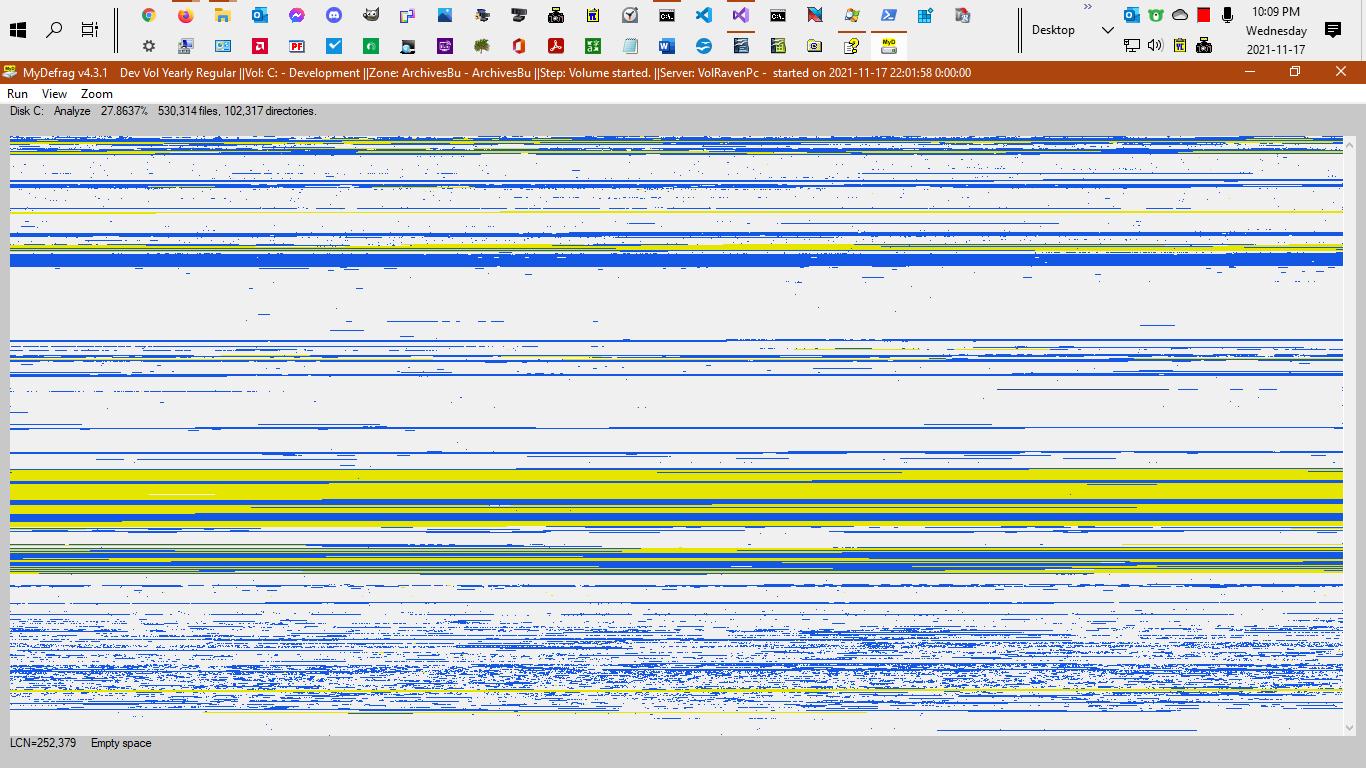 10:09 PM
Desktop
Wednesday
2021-11-17
PF
MyD
MyDefrag v4.3.1 Dev Vol Yearly Regular ||Vol: C: - Development ||Zone: ArchivesBu - ArchivesBu ||Step: Volume started. ||Server: VolRavenPc - started on 2021-11-17 22:01:58 0:00:00
Run View Zoom
Disk C: Analyze 27.8637% 530,314 files, 102,317 directories.
LCN=252,379 Empty space